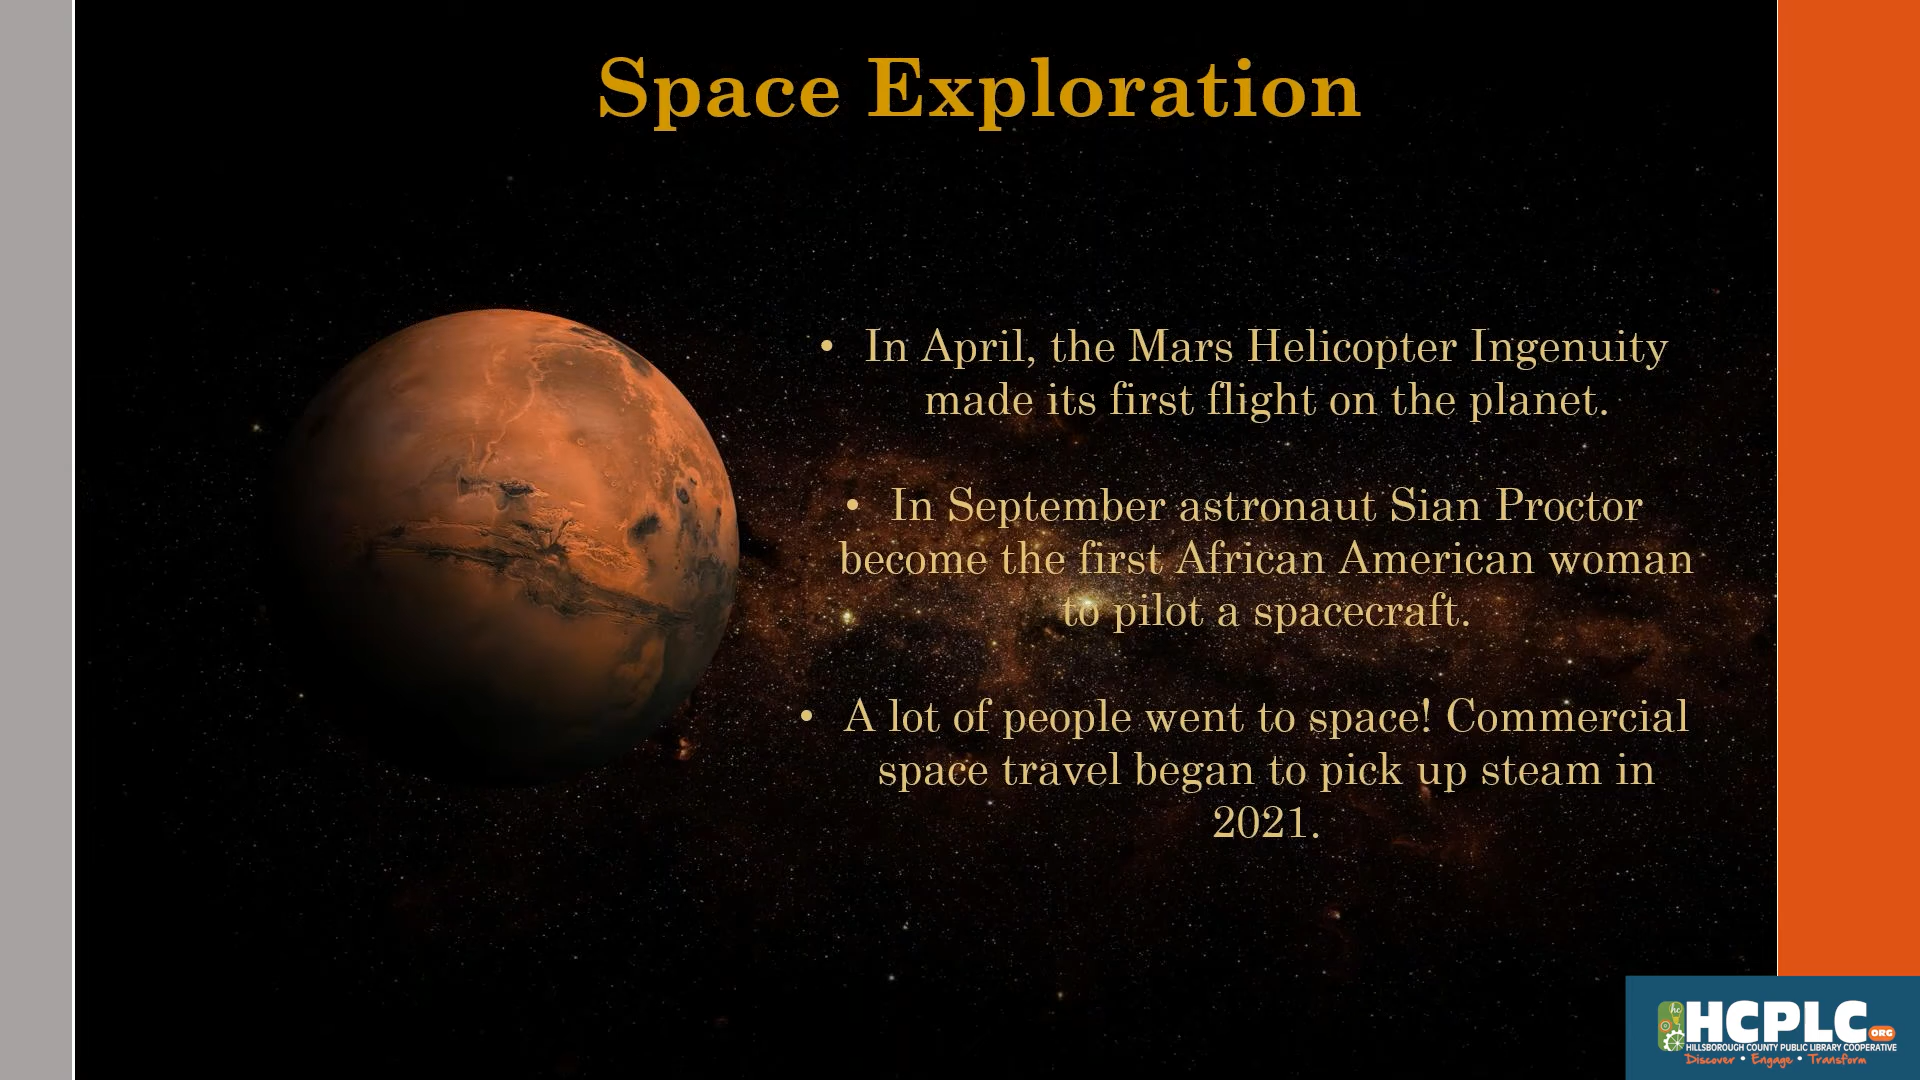 Space Exploration
• In April, the Mars Helicopter Ingenuity
made its first flight on the planet.
• In September astronaut Sian Proctor
become the first African American woman
to pilot a spacecraft.
• A lot of people went to space! Commercial
space travel began to pick up steam in
2021.
hc
HCPLC.ORG
HILLSBOROUGH COUNTY PUBLIC LIBRARY COOPERATIVE
Discover • Engage • Transform